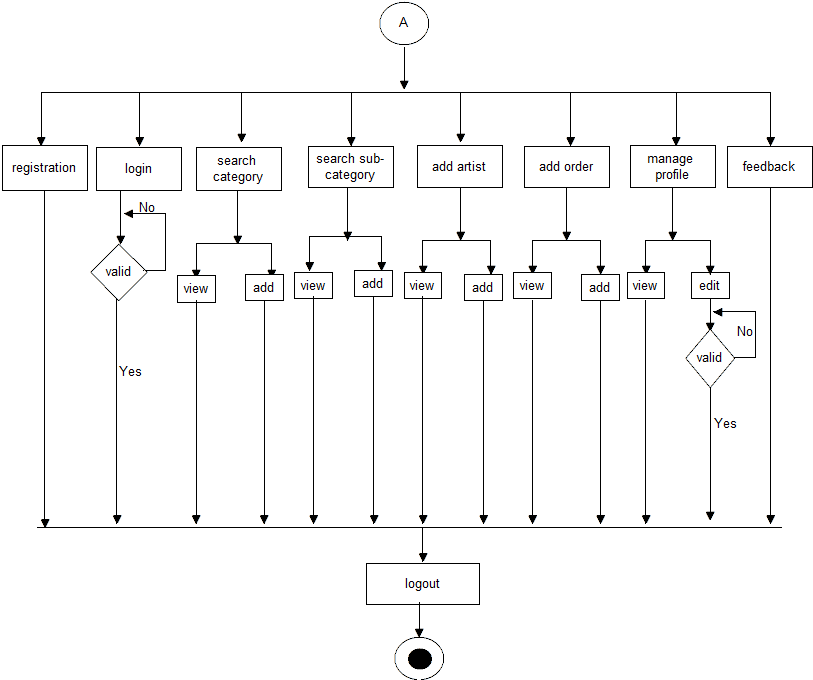 A
registration
login
search
category
search sub-
category
add artist
add order
manage
profile
feedback
No
valid
view
add
view
add
view
add
view
add
view
edit
No
valid
Yes
Yes
logout